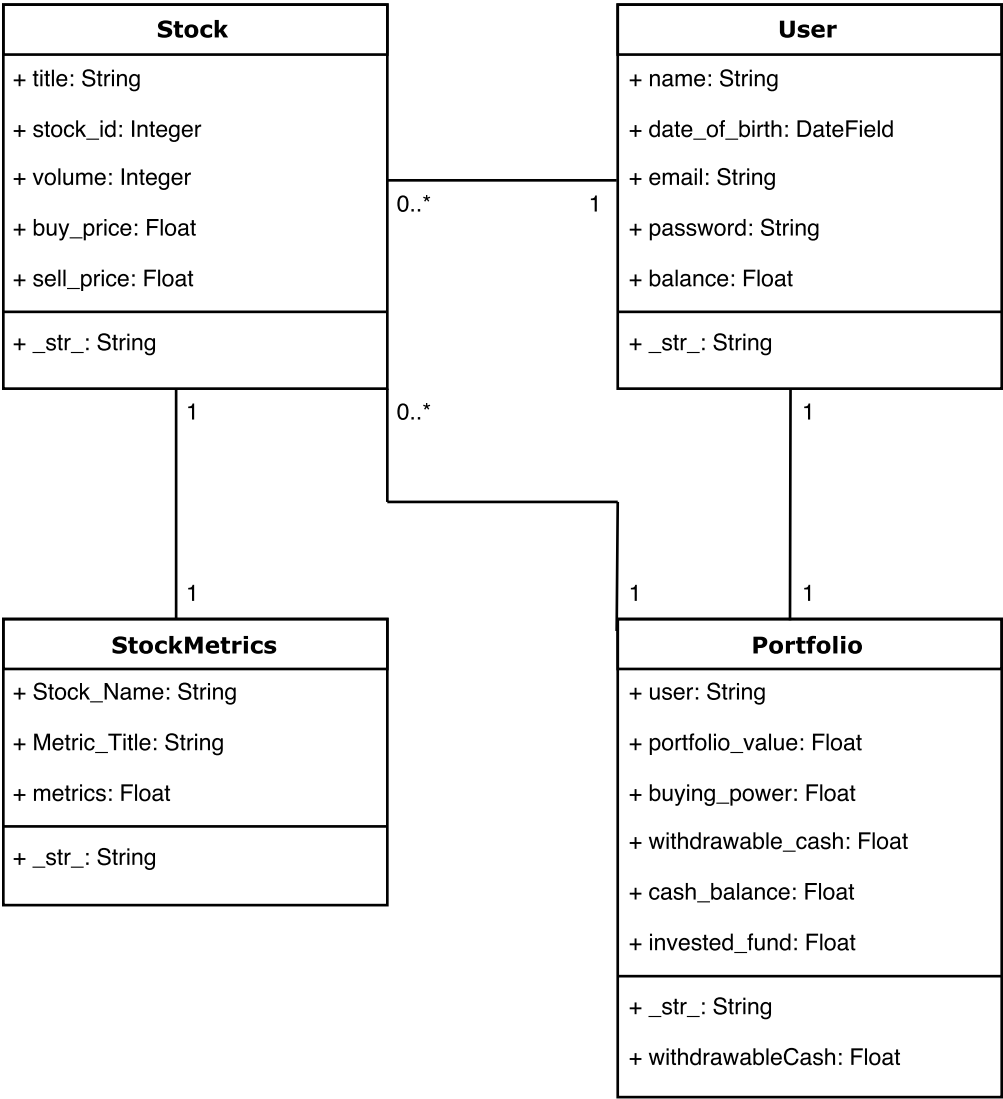 Stock
+ title: String
+ stock_id: Integer
+ volume: Integer
+ buy_price: Float
+ sell_price: Float
+ _str_: String
User
+ name: String
+ date_of_birth: DateField
+ email: String
+ password: String
+ balance: Float
+ _str_: String
0..*
1
0..*
1
1
1
1
1
StockMetrics
+ Stock_Name: String
+ Metric_Title: String
+ metrics: Float
+ _str_: String
Portfolio
+ user: String
+ portfolio_value: Float
+ buying_power: Float
+ withdrawable_cash: Float
+ cash_balance: Float
+ invested_fund: Float
+ _str_: String
+ withdrawableCash: Float